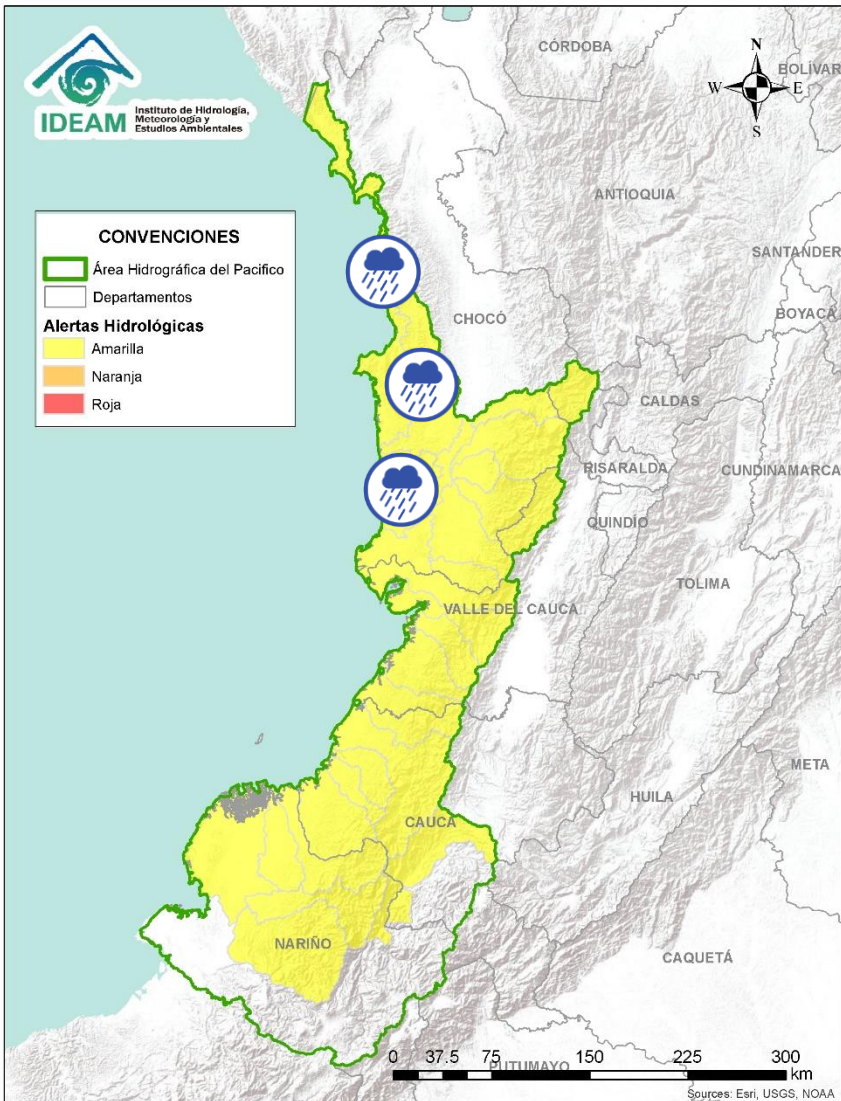 IDEAM
Instituto de Hidrología,
Meteorología y
Estudios Ambientales
N
W
E
S
CÓRDOBA
BOLÍVAR
ANTIOQUIA
SANTANDER
BOYACÁ
CHOCÓ
CALDAS
RISARALDA
CUNDINAMARCA
QUINDÍO
TOLIMA
VALLE DEL CAUCA
META
HUILA
CAUCA
NARIÑO
CAQUETÁ
PUTUMAYO
CONVENCIONES
Área Hidrográfica del Pacifico
Departamentos
Alertas Hidrológicas
Amarilla
Naranja
Roja
0 37.5 75 150 225 300
km
Sources: Esri, USGS, NOAA